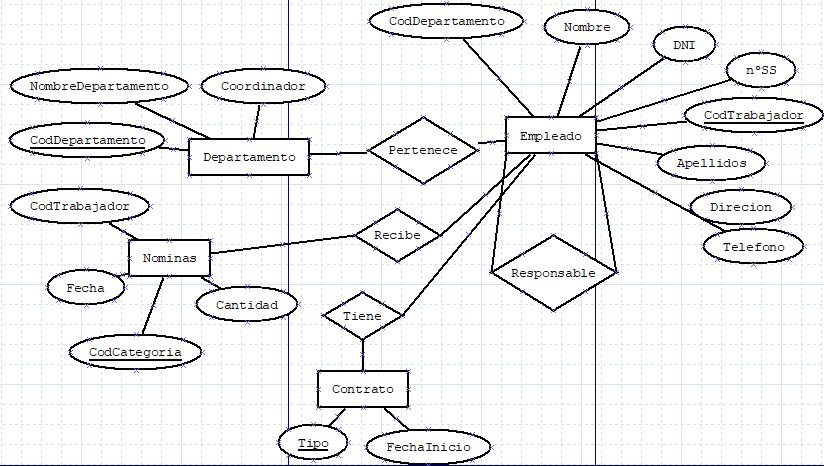 CodDepartamento
Nombre
DNI
nºSS
NombreDepartamento
Coordinador
CodTrabajador
CodDepartamento
Empleado
Departamento
Pertenece
Apellidos
CodTrabajador
Direcion
Recibe
Telefono
Nominas
Responsable
Fecha
Cantidad
Tiene
CodCategoria
Contrato
Tipo
FechaInicio